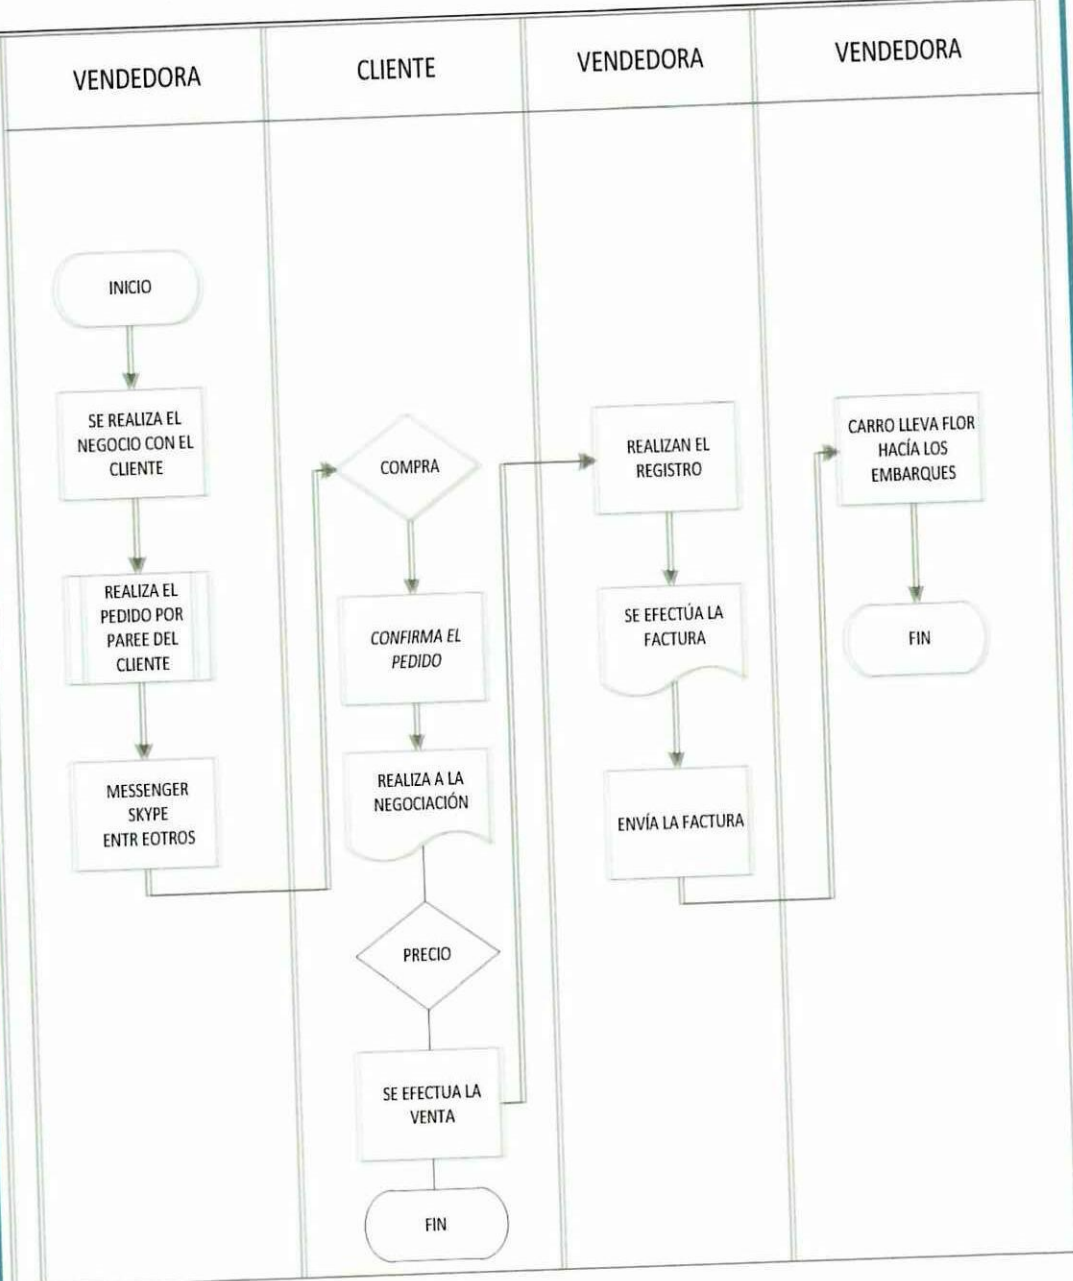 VENDEDORA
CLIENTE
VENDEDORA
VENDEDORA
INICIO
SE REALIZA EL
NEGOCIO CON EL
CLIENTE
REALIZA EL
PEDIDO POR
PAREE DEL
CLIENTE
MESSENGER
SKYPE
ENTR EOTROS
COMPRA
CONFIRMA EL
PEDIDO
REALIZA A LA
NEGOCIACIÓN
PRECIO
SE EFECTUA LA
VENTA
FIN
REALIZAN EL
REGISTRO
SE EFECTÚA LA
FACTURA
ENVÍA LA FACTURA
CARRO LLEVA FLOR
HACÍA LOS
EMBARQUES
FIN